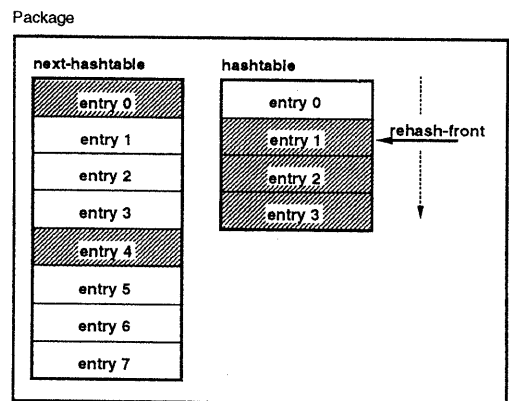 Package
next-hashtable
entry 0
entry 1
entry 2
entry 3
entry 4
entry 5
entry 6
entry 7
hashtable
entry 0
entry 1
entry 2
entry 3
rehash-front